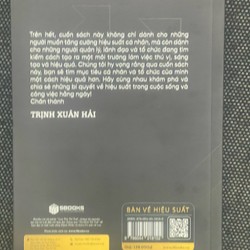 Trên hết, cuốn sách này không chỉ dành cho những
người muốn tăng cường hiệu suất cá nhân, mà còn dành
cho những người quản lý, lãnh đạo và tổ chức đang tìm
kiếm cách tạo ra một môi trường làm việc thú vị, sáng
tạo và hiệu quả. Chúng tôi hy vọng rằng qua cuốn sách
này, bạn sẽ tìm mục tiêu cá nhân và tổ chức của mình
một cách hiệu quả hơn. Hãy cùng nhau khám phá và
chia sẻ những bí quyết về hiệu suất trong cuộc sống và
công việc hằng ngày!
Chân thành
TRỊNH XUÂN HẢI
SBOOKS
BÀN VỀ HIỆU SUẤT